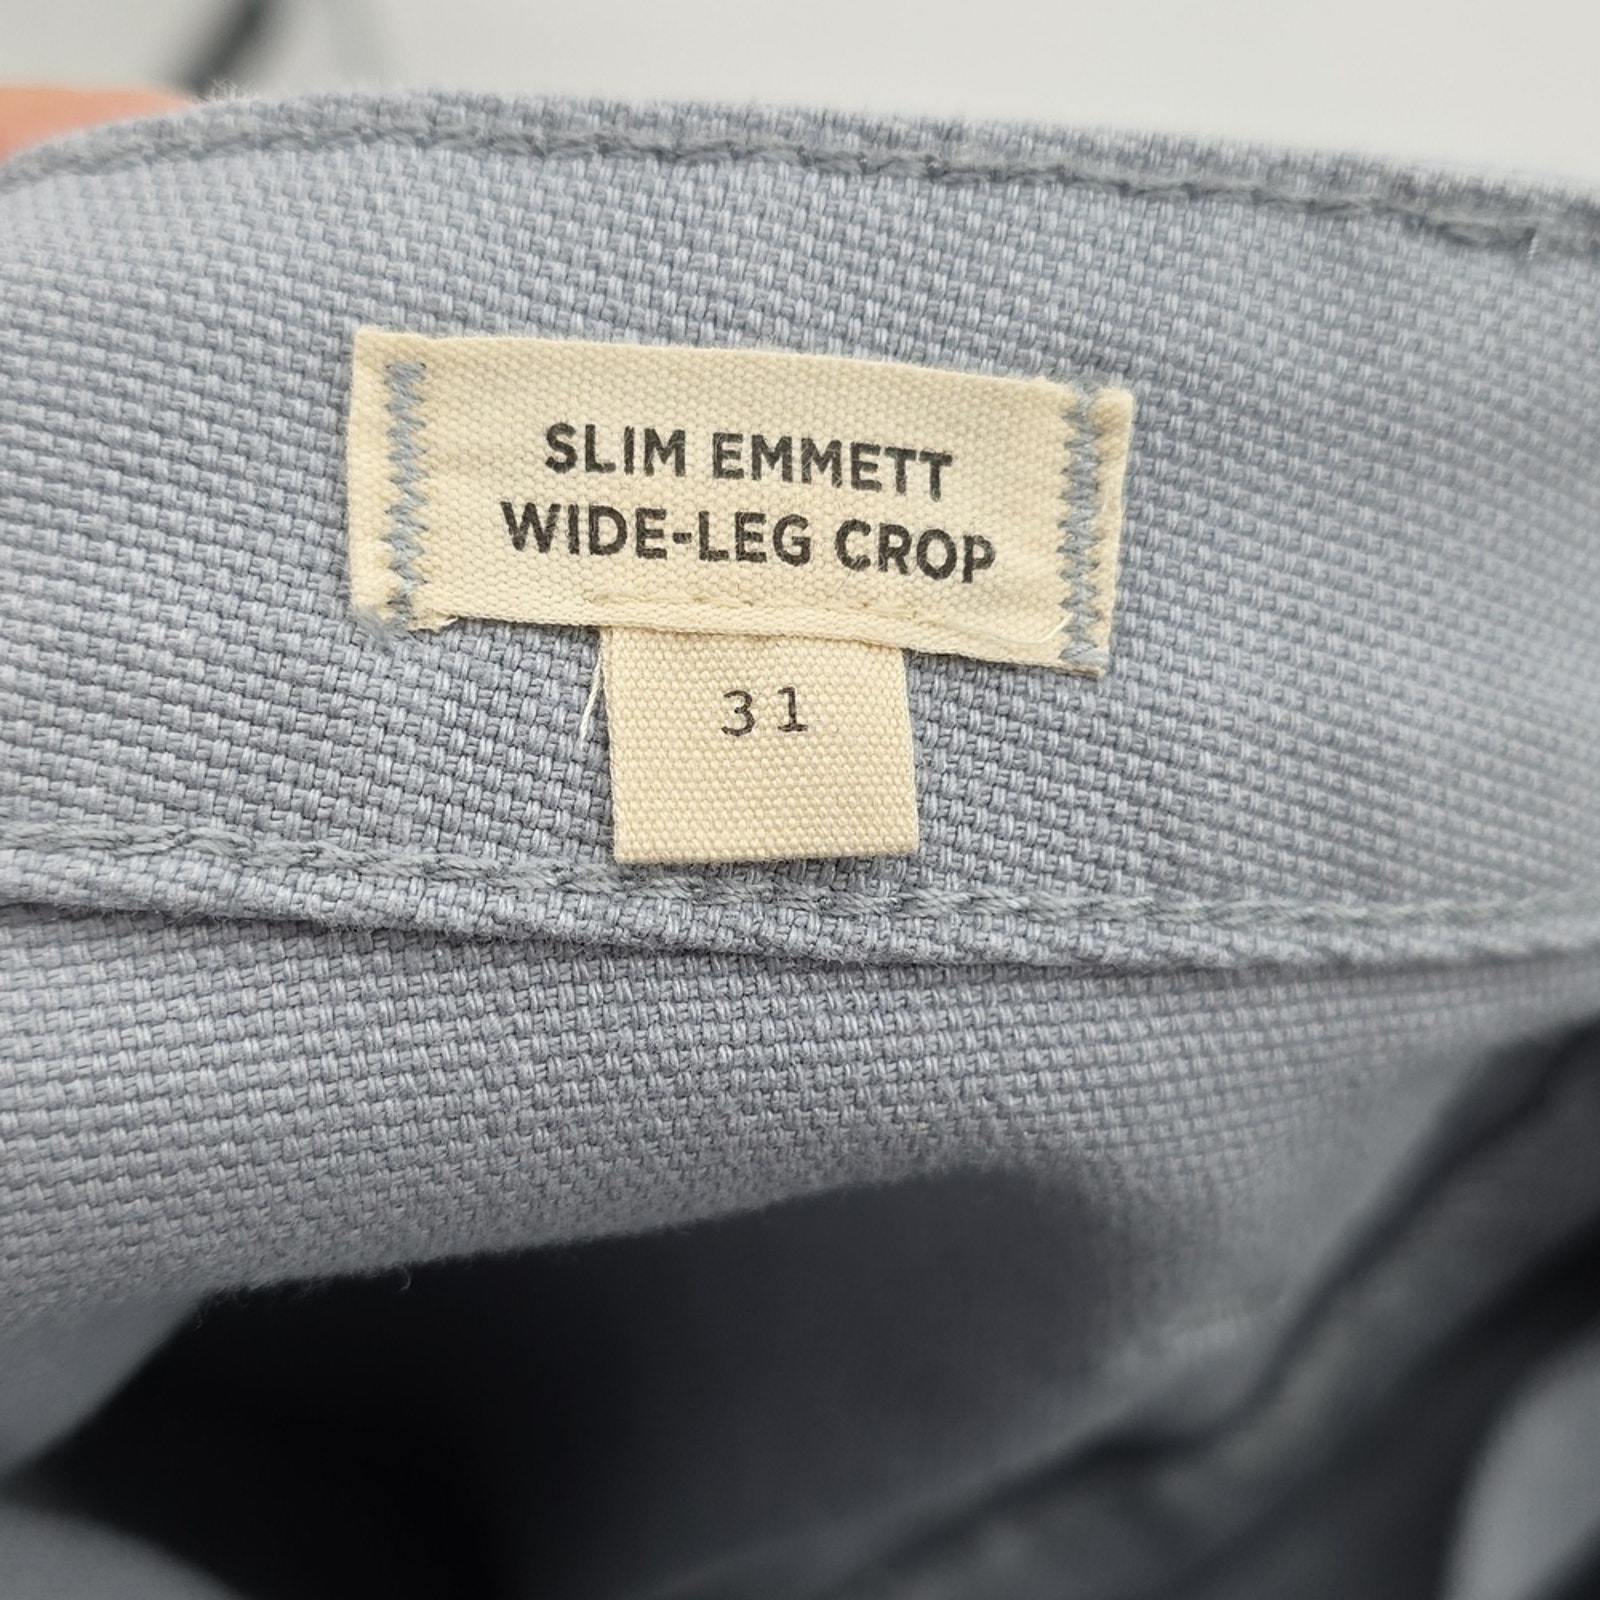 SLIM EMMETT
WIDE-LEG CROP
31